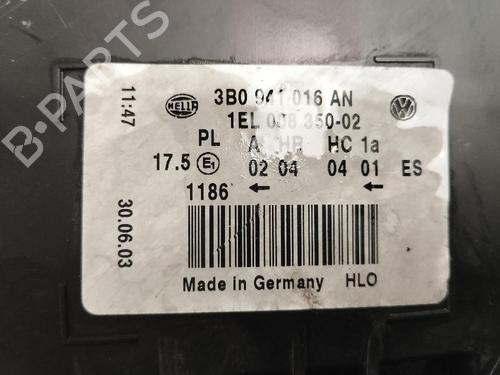 B-PARTS
HELLA
3B0 941 016 AN
1EL 008 350-02
PL A HR HC 1a
17.5 E1 02 04 04 01 ES
1186 ← ←
Made in Germany HLO
11:47
30.06.03